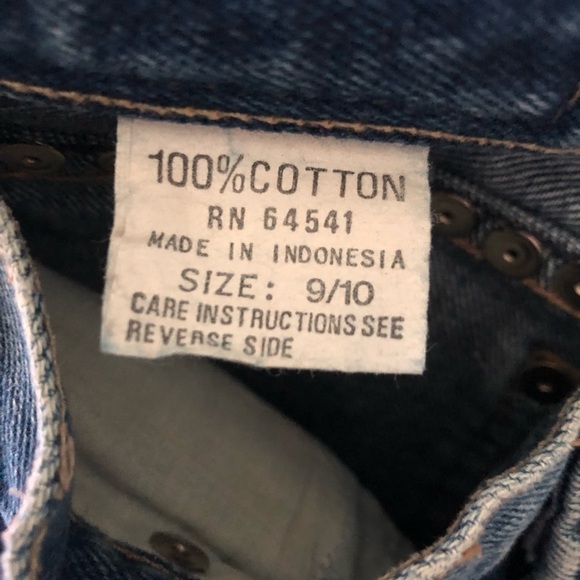 100% COTTON
RN 64541
MADE IN INDONESIA
SIZE: 9/10
CARE INSTRUCTIONS SEE
REVERSE SIDE